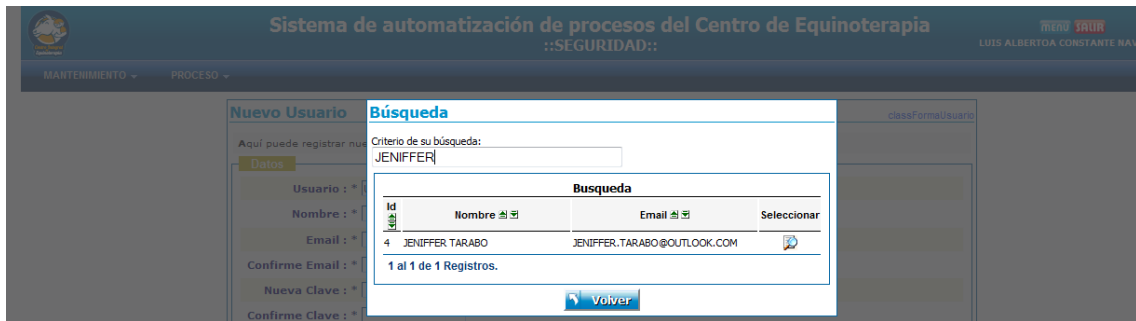 Sistema de automatización de procesos del Centro de Equinoterapia
::SEGURIDAD::
MENU SALIR
LUIS ALBERTOA CONSTANTE NAV
MANTENIMIENTO PROCESO
Nuevo Usuario
classFormaUsuario
Aquí puede registrar nue
Datos
Usuario : *
Nombre : *
Email : *
Confirme Email : *
Nueva Clave : *
Confirme Clave : *
Búsqueda
Criterio de su búsqueda:
JENIFFER
Busqueda
Id Nombre Email Seleccionar
4 JENIFFER TARABO JENIFFER.TARABO@OUTLOOK.COM
1 al 1 de 1 Registros.
Volver